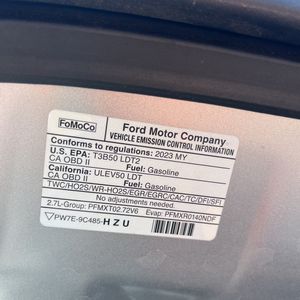 FoMoCo
Ford Motor Company
VEHICLE EMISSION CONTROL INFORMATION
Conforms to regulations: 2023 MY
U.S. EPA: T3B50 LDT2
CA OBD II Fuel: Gasoline
California: ULEV50 LDT
CA OBD II Fuel: Gasoline
TWC/HO2S/WR-HO2S/EGR/EGRC/CAC/TC/DFI/SFI
No adjustments needed.
2.7L-Group: PFMXT02.72V6 Evap: PFMXR0140NDF
PW7E-9C485-HZU